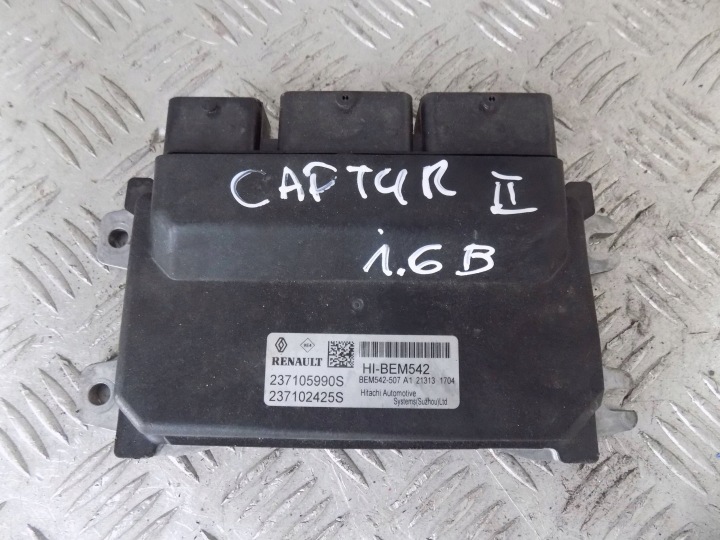 CAPTUR II
1.6 B
RENAULT
HI-BEM542
BEM542-507 A1 21313 1704
237105990S
237102425S
Hitachi Automotive
Systems(Suzhou)Ltd